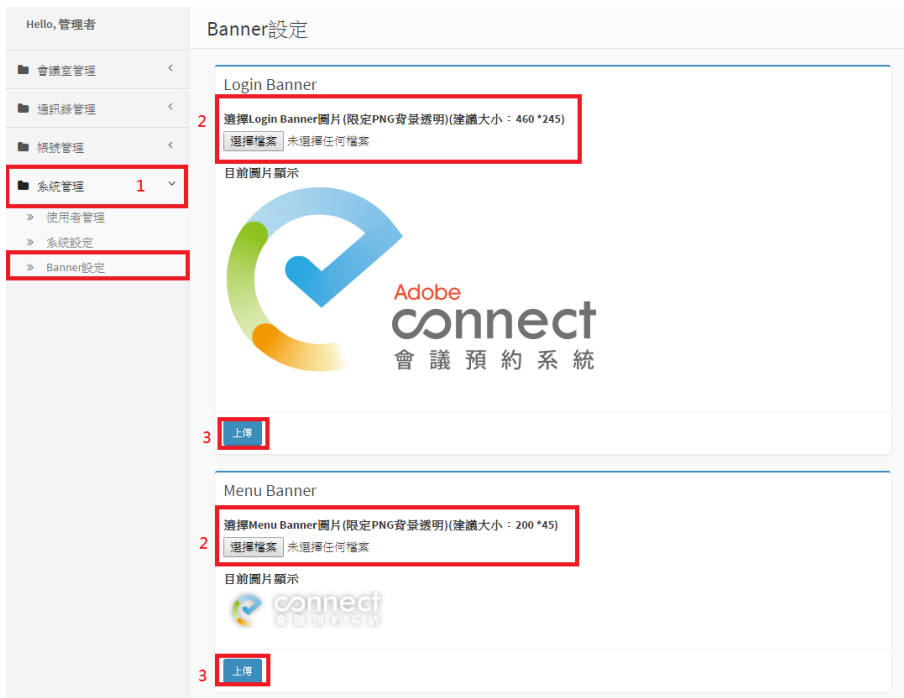 Hello, 管理者
Banner設定
會議室管理
通訊錄管理
帳號管理
系統管理 1
使用者管理
系統設定
Banner設定
Login Banner
2 選擇Login Banner圖片(限定PNG背景透明)(建議大小：460 *245)
選擇檔案 未選擇任何檔案
目前圖片顯示
Adobe
connect
會議預約系統
3 上傳
Menu Banner
選擇Menu Banner圖片(限定PNG背景透明)(建議大小：200 *45)
2 選擇檔案 未選擇任何檔案
目前圖片顯示
connect
會議預約系統
3 上傳